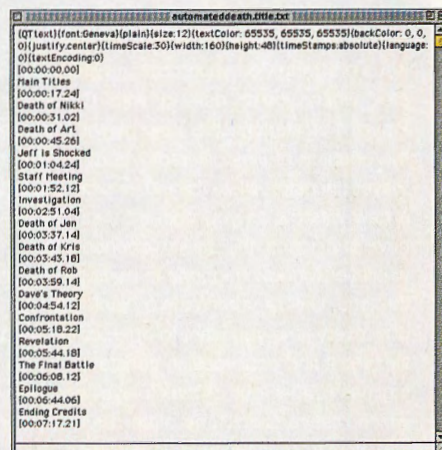 automateddeath.title.txt
{QTtext}{font:Geneva}{plain}{size:12}{textColor: 65535, 65535, 65535}{backColor: 0, 0,
0}{justify:center}{timeScale:30}{width:160}{height:48}{timeStamps:absolute}{language:
0}{textEncoding:0}
[00:00:00.00]
Main Titles
[00:00:17.24]
Death of Nikki
[00:00:31.02]
Death of Art
[00:00:45.26]
Jeff is Shocked
[00:01:04.24]
Staff Meeting
[00:01:52.12]
Investigation
[00:02:51.04]
Death of Jen
[00:03:37.14]
Death of Kris
[00:03:43.18]
Death of Rob
[00:03:59.14]
Dave's Theory
[00:04:54.12]
Confrontation
[00:05:18.22]
Revelation
[00:05:44.18]
The Final Battle
[00:06:08.12]
Epilogue
[00:06:44.06]
Ending Credits
[00:07:17.21]